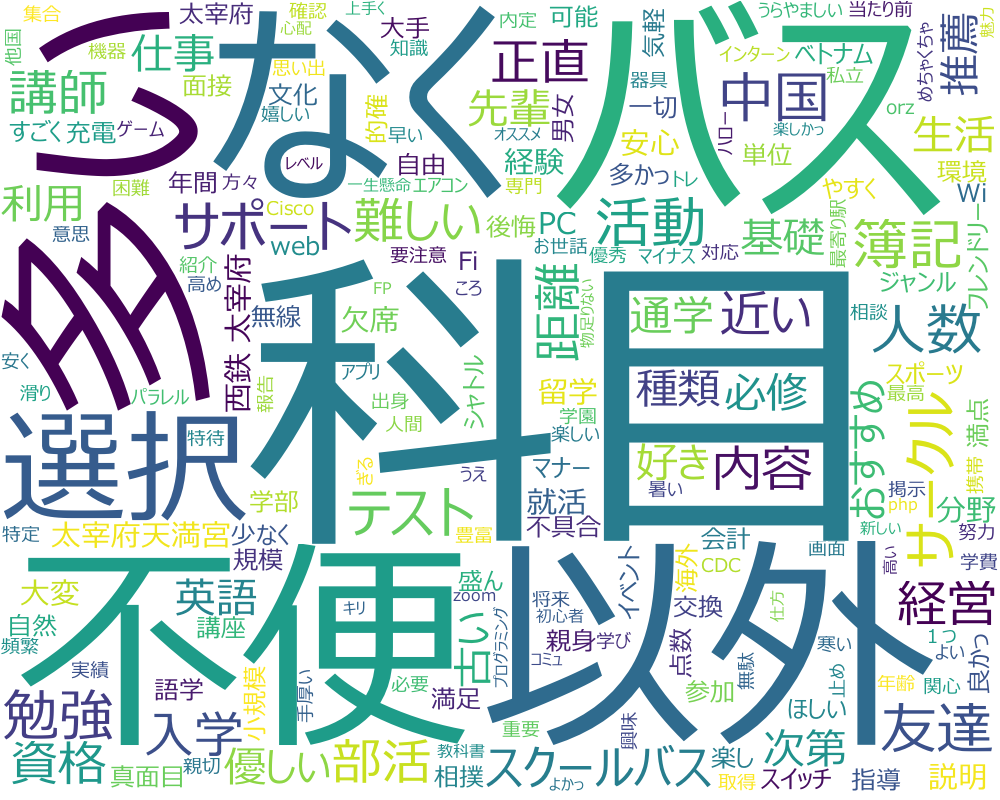 集合
他国
機器
心配
太宰府
確認
上手く
大手
内定
知識
なく
バス
気軽
可能
うらやましい
当たり前
めちゃちゃ
推薦
魅力
仕事
講師
面接
思い出
文化
嬉しい
的確
早い
正直
先輩
オススメ
男女
器具
一切
インターン
ベトナム
私立
中国
ハロー
楽しかっ
orz
生活
すごく
充電
ゲーム
レベル
自由
経験
安心
多かっ
トレ
単位
やすく
環境
い
困難
年間
方々
一生懸命
エアコン
専門
利用
意思
サポート
Cisco
web
難しい
後悔
PC
お世話
優秀
マイナス
活動
対応
基礎
最寄り駅
簿記
Wi
フレンドリー
ジャンル
紹介
高め
要注意
Fi
ころ
多
西鉄
太宰府
無線
FP
欠席
科目
距離
物足りない
通学
近い
相談
人数
安く
滑り
パラレル
報告
アプリ
出身
人間
シャトル
留学
学園
楽しい
種類
必修
おすすめ
スポーツ
最高
サークル
満点
携帯
選択
特待
学部
ぎる
うえ
マナー
好き
暑い
内容
掲示
php
分野
テスト
就活
不具合
新しい
努力
特定
太宰府天満宮
少なく
規模
豊富
会計
画面
高い
学費
不便
以外
大変
英語
盛ん
zoom
将来
初心者
イベント
海外
CDC
交換
仕方
経営
自然
講座
キリ
古い
プログラミング
コミュ
親身
学び
点数
無駄
寒い
1つ
よい
良かっ
頻繁
実績
語学
小規模
手厚い
必要
満足
重要
興味
参加
ほしい
止め
年齢
関心
勉強
入学
友達
資格
真面目
親切
優しい
部活
教科書
相撲
よかっ
スクールバス
楽し
取得
次第
スイッチ
指導
説明